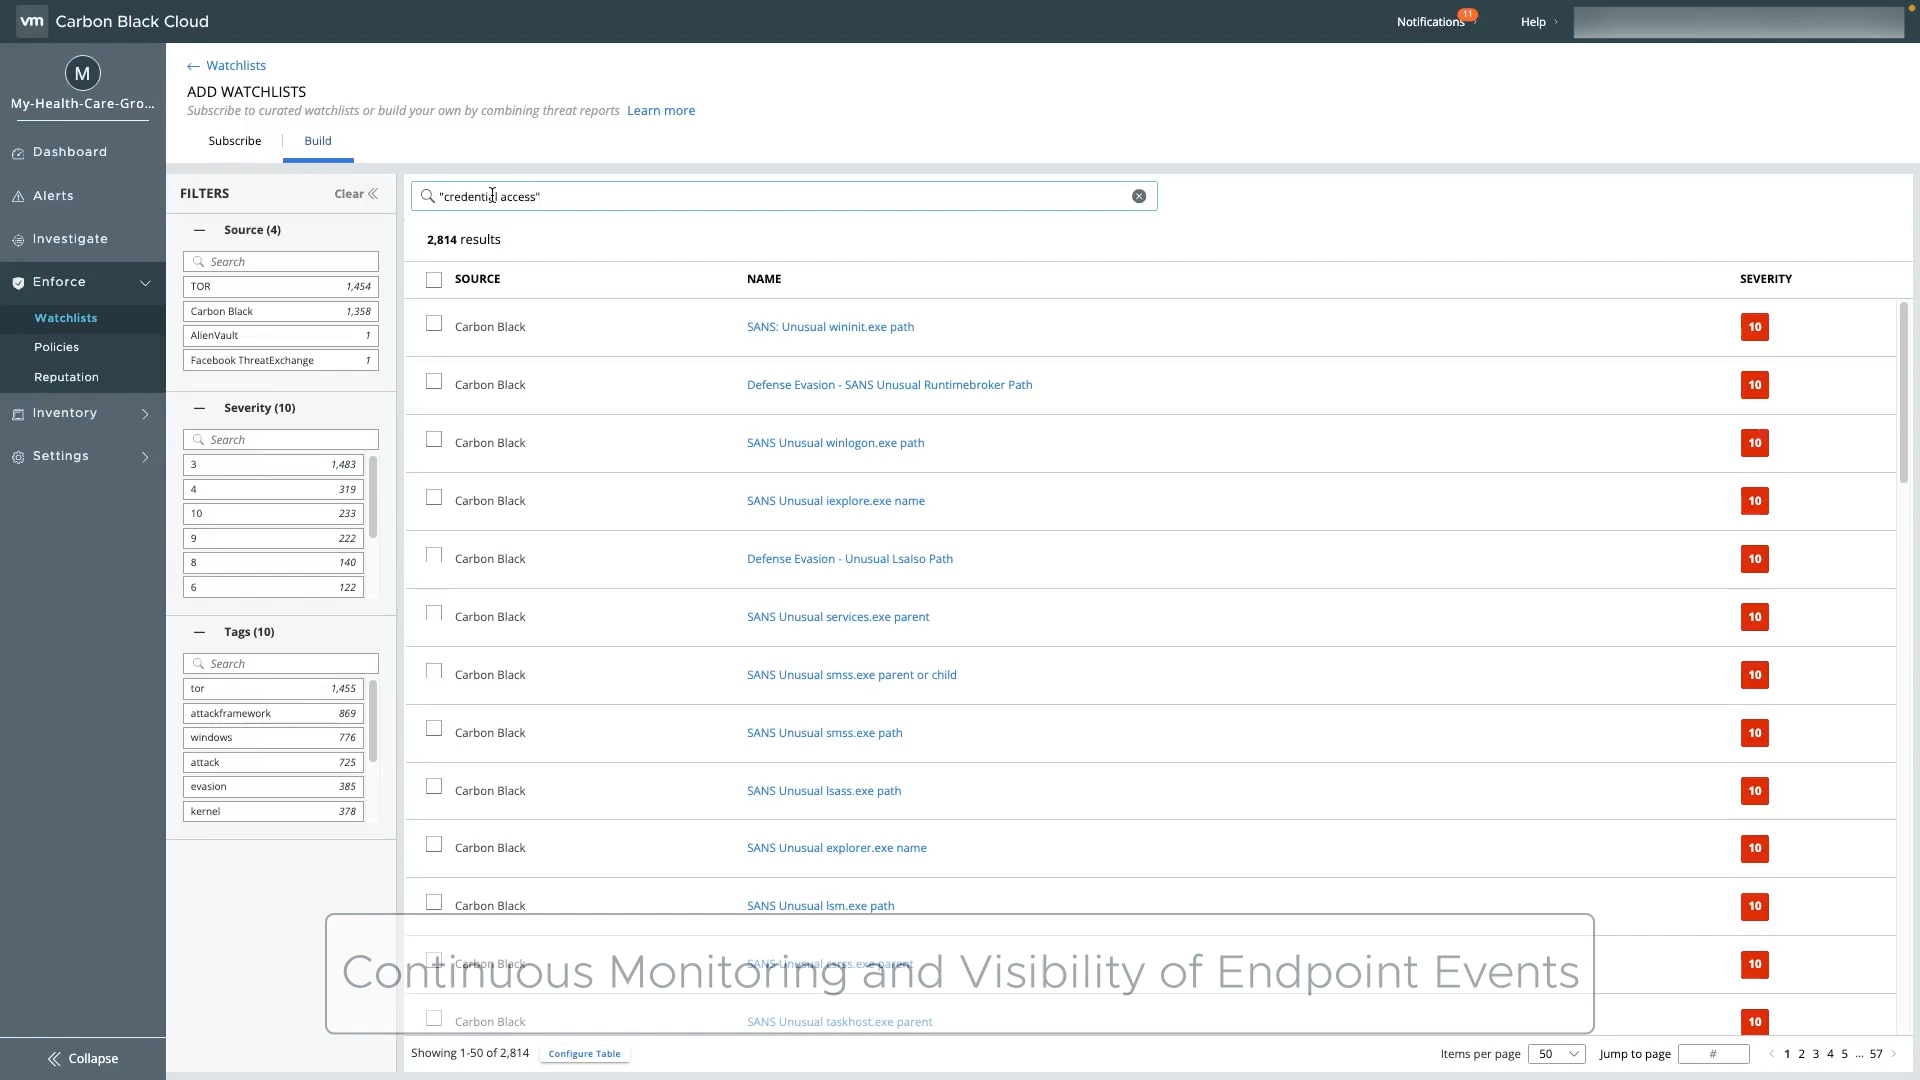 vm Carbon Black Cloud
Notifications 11
Help
M
My-Health-Care-Gro...
Dashboard
Alerts
Investigate
Enforce
Watchlists
Policies
Reputation
Inventory
Settings
Collapse
← Watchlists
ADD WATCHLISTS
Subscribe to curated watchlists or build your own by combining threat reports Learn more
Subscribe
Build
FILTERS
Clear
Source (4)
Search
TOR 1,454
Carbon Black 1,358
AlienVault 1
Facebook ThreatExchange 1
Severity (10)
Search
3 1,483
4 319
10 233
9 222
8 140
6 122
Tags (10)
Search
tor 1,455
attackframework 869
windows 776
attack 725
evasion 385
kernel 378
"credential access"
2,814 results
SOURCE NAME SEVERITY
Carbon Black SANS: Unusual wininit.exe path 10
Carbon Black Defense Evasion - SANS Unusual Runtimebroker Path 10
Carbon Black SANS Unusual winlogon.exe path 10
Carbon Black SANS Unusual iexplore.exe name 10
Carbon Black Defense Evasion - Unusual LsaIso Path 10
Carbon Black SANS Unusual services.exe parent 10
Carbon Black SANS Unusual smss.exe parent or child 10
Carbon Black SANS Unusual smss.exe path 10
Carbon Black SANS Unusual lsass.exe path 10
Carbon Black SANS Unusual explorer.exe name 10
Carbon Black SANS Unusual lsm.exe path 10
Carbon Black SANS Unusual csrss.exe parent 10
Continuous Monitoring and Visibility of Endpoint Events
Carbon Black SANS Unusual taskhost.exe parent 10
Showing 1-50 of 2,814 Configure Table
Items per page 50 Jump to page # 1 2 3 4 5 ... 57